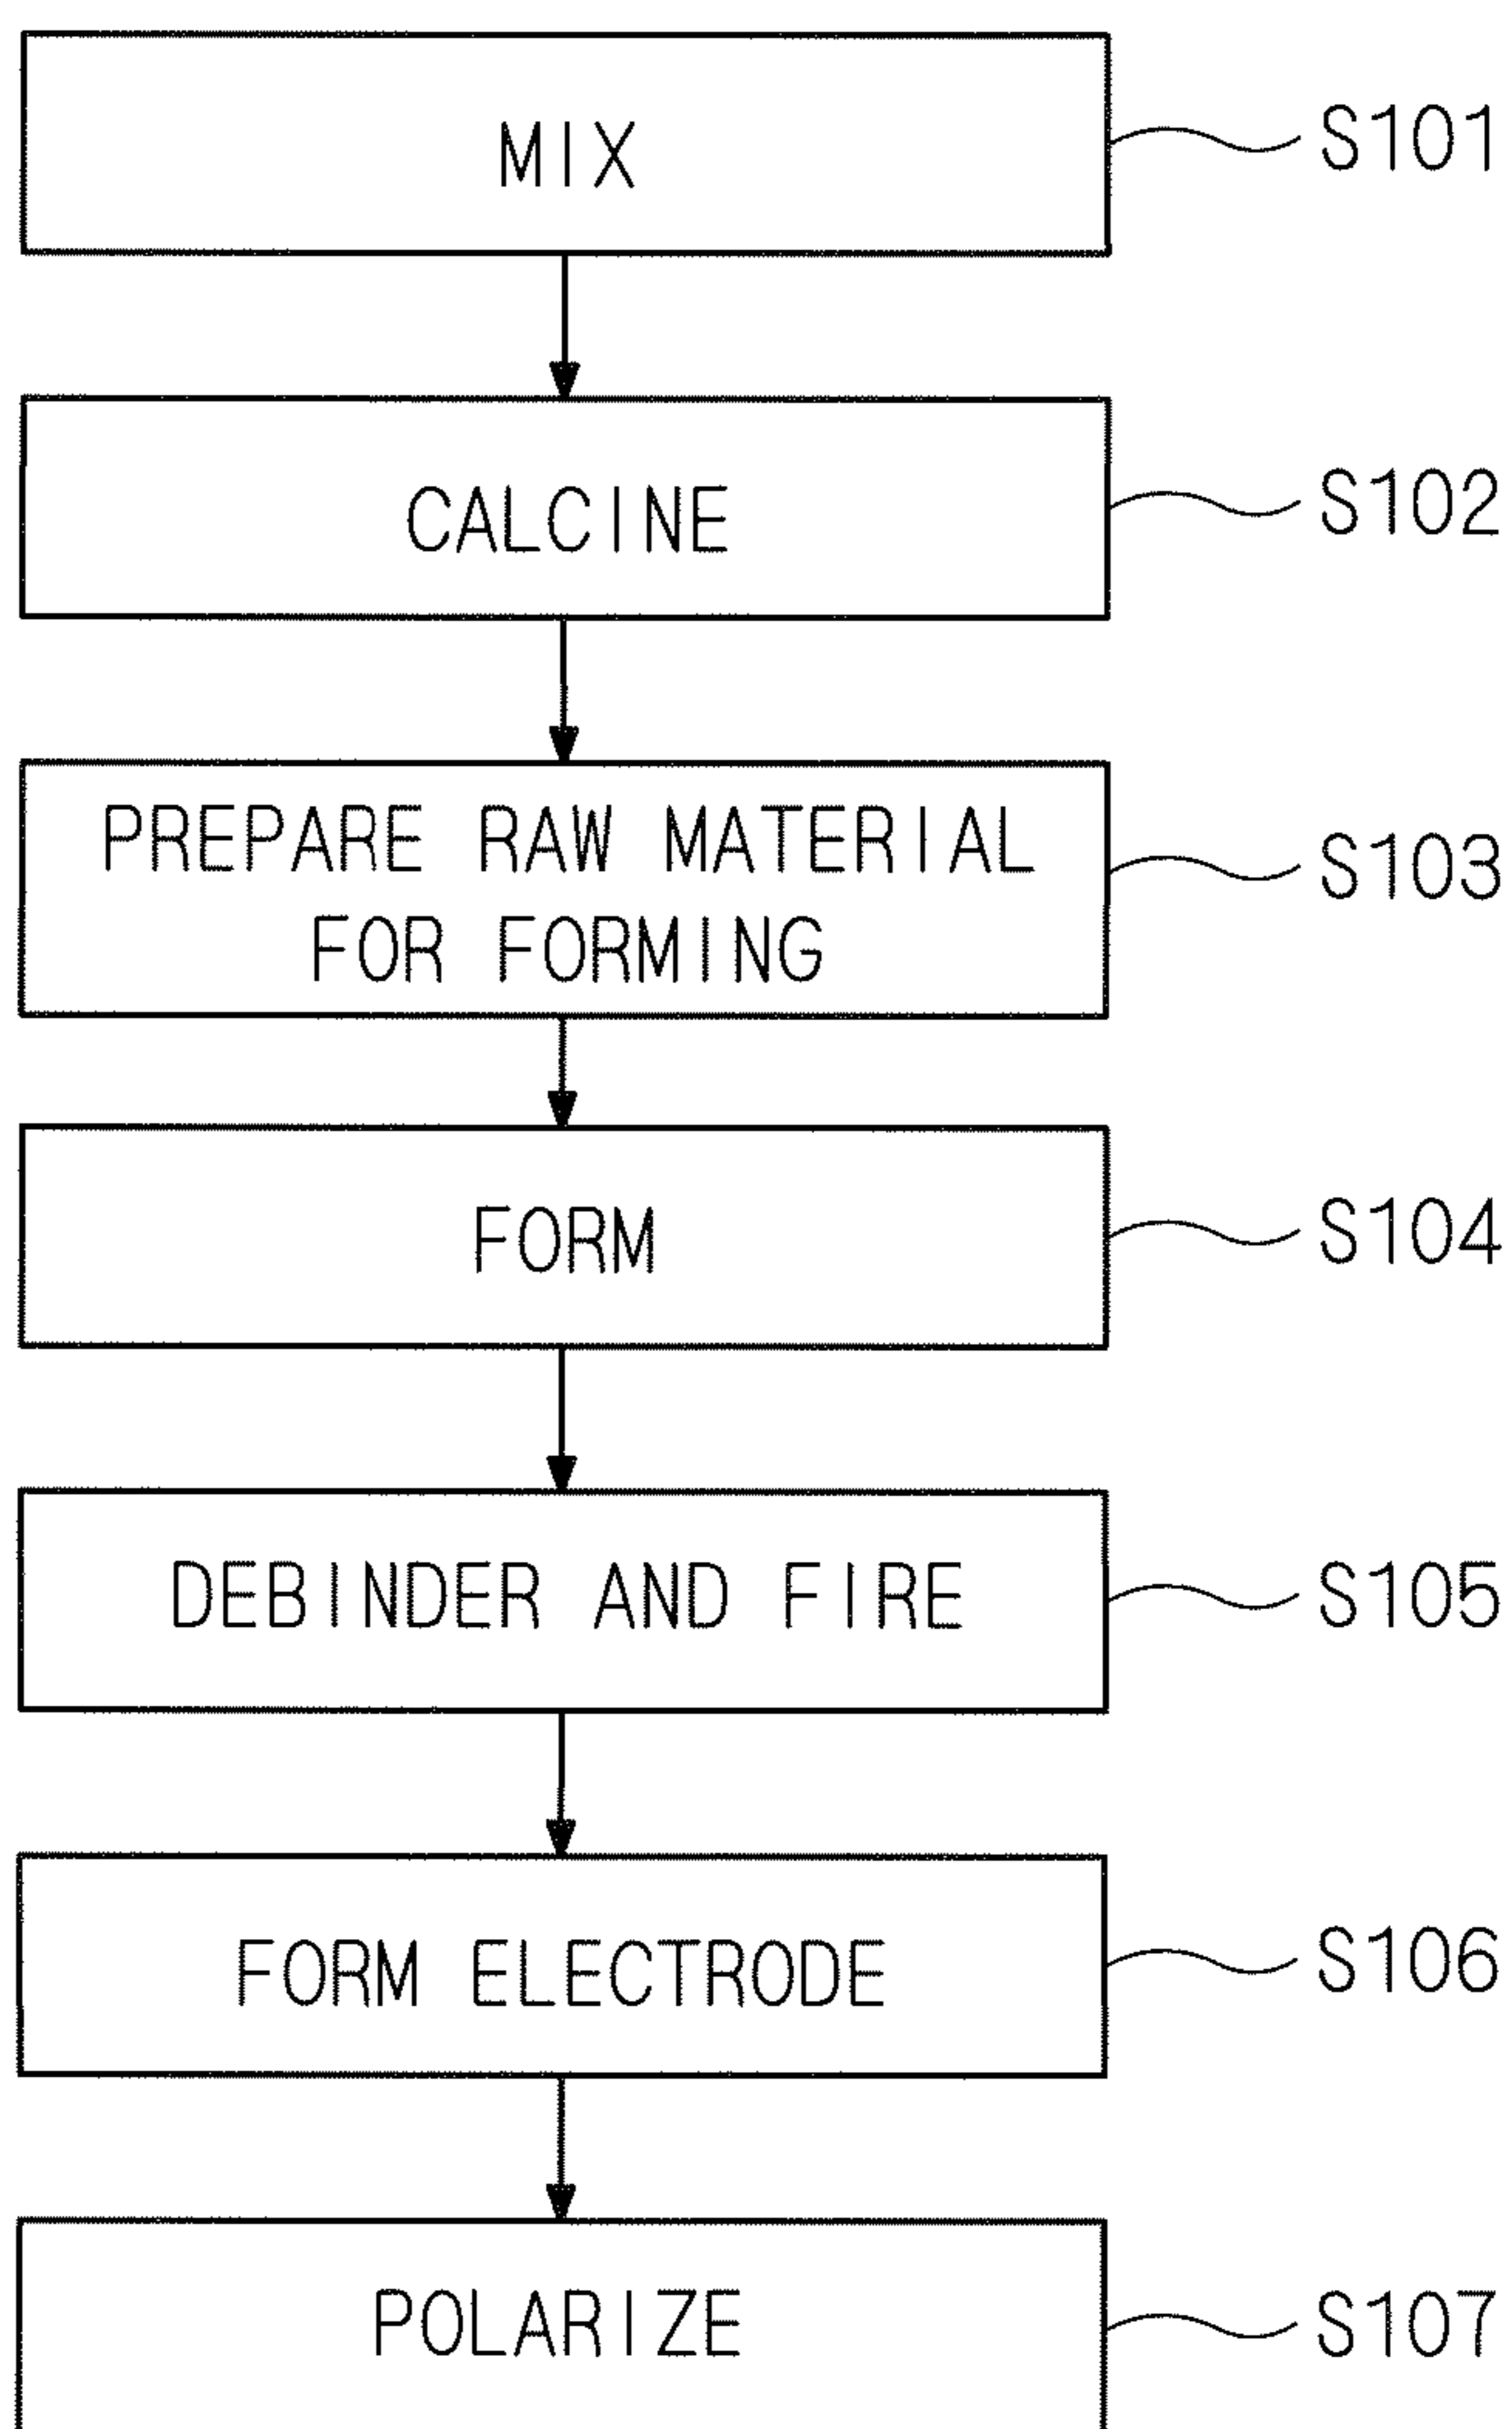 MIX
S101
CALCINE
S102
PREPARE RAW MATERIAL
FOR FORMING
S103
FORM
S104
DEBINDER AND FIRE
S105
FORM ELECTRODE
S106
POLARIZE
S107